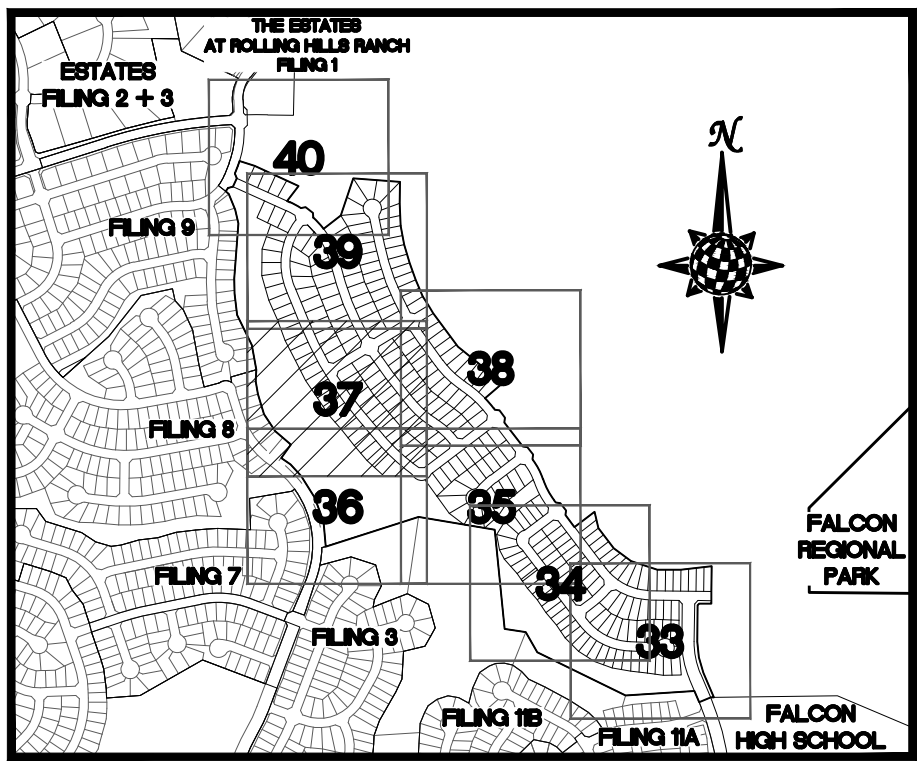 THE ESTATES
AT ROLLING HILLS RANCH
FILING 1
ESTATES
FILING 2 + 3
N
40
FILING 9
39
38
37
FILING 8
36
35
FALCON
REGIONAL
PARK
FILING 7
34
FILING 3
33
FILING 11B
FALCON
HIGH SCHOOL
FILING 11A